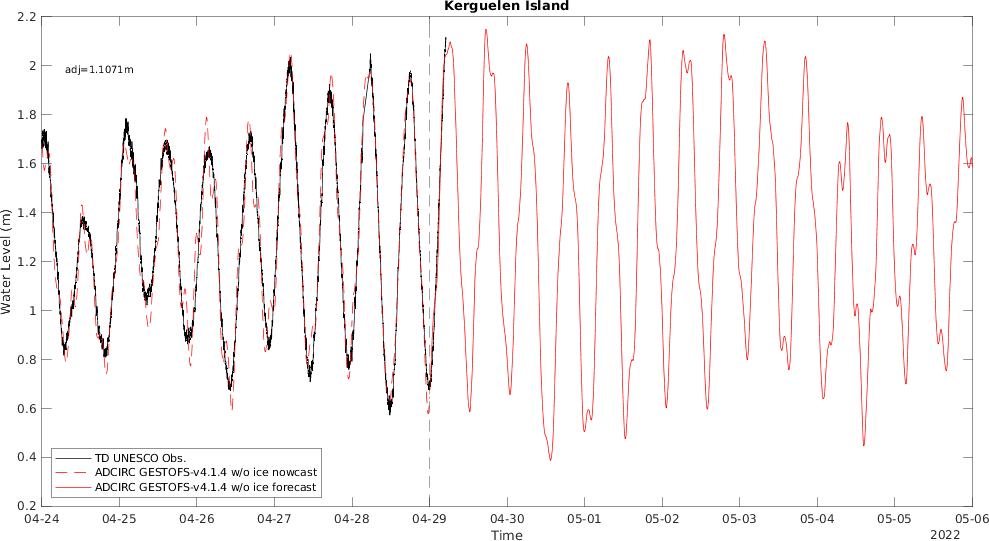 Kerguelen Island
adj=1.1071m
Water Level (m)
2.2
2
1.8
1.6
1.4
1.2
1
0.8
0.6
0.4
0.2
TD UNESCO Obs.
ADCIRC GESTOFS-v4.1.4 w/o ice nowcast
ADCIRC GESTOFS-v4.1.4 w/o ice forecast
04-24 04-25 04-26 04-27 04-28 04-29 04-30 05-01 05-02 05-03 05-04 05-05 05-06
Time
2022